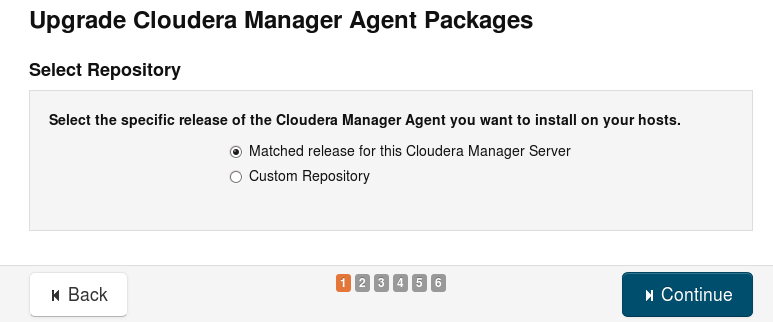 Upgrade Cloudera Manager Agent Packages
Select Repository
Select the specific release of the Cloudera Manager Agent you want to install on your hosts.
Matched release for this Cloudera Manager Server
Custom Repository
Back
1 2 3 4 5 6
Continue